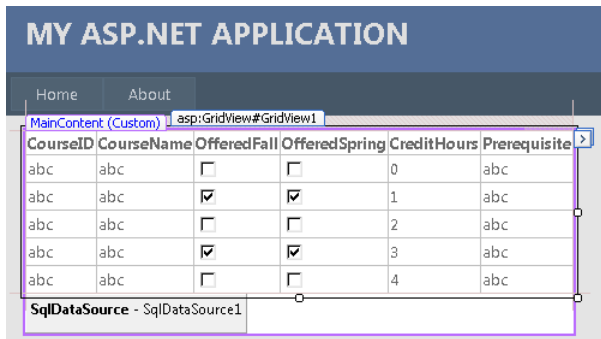 MY ASP.NET APPLICATION
Home About
MainContent (Custom) asp:GridView#GridView1
CourseID CourseName OfferedFall OfferedSpring CreditHours Prerequisite
abc abc 0 abc
abc abc 1 abc
abc abc 2 abc
abc abc 3 abc
abc abc 4 abc
SqlDataSource - SqlDataSource1